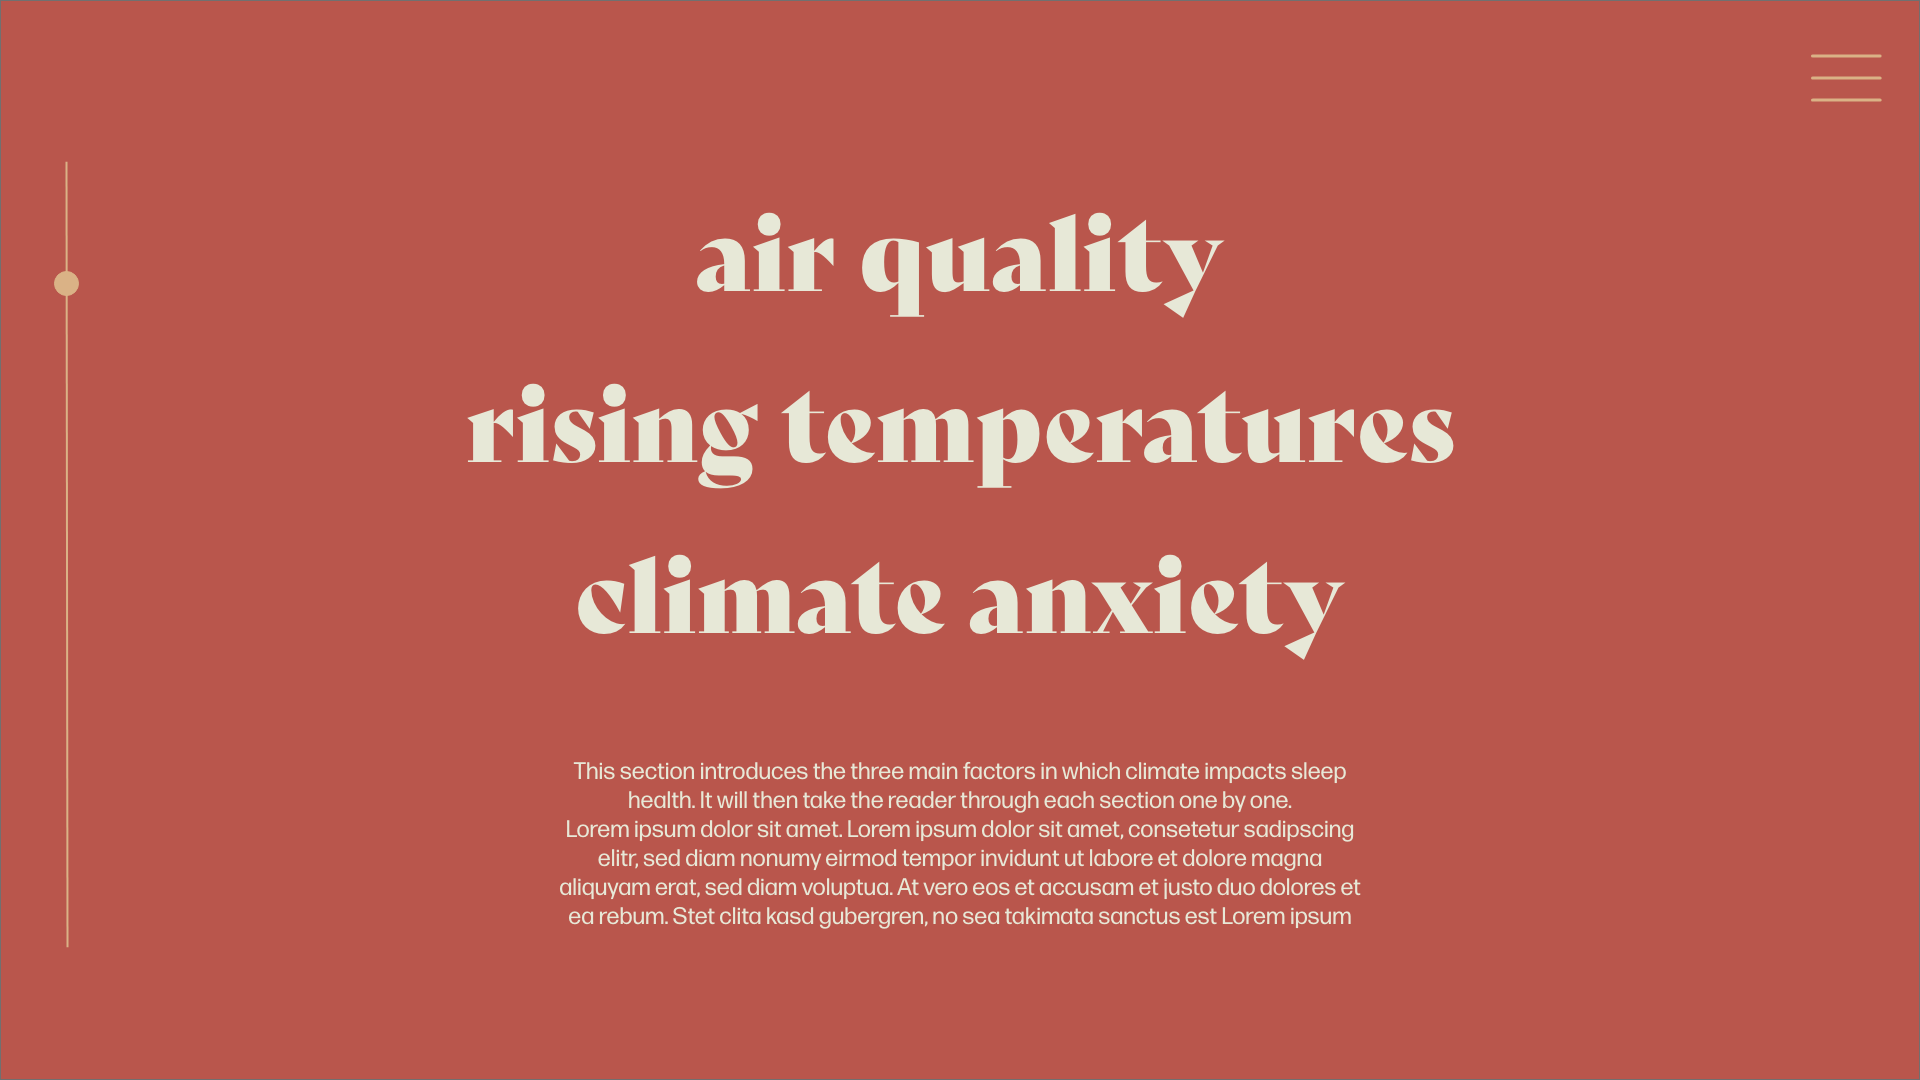 air quality
rising temperatures
climate anxiety
This section introduces the three main factors in which climate impacts sleep
health. It will then take the reader through each section one by one.
Lorem ipsum dolor sit amet. Lorem ipsum dolor sit amet, consetetur sadipscing
elitr, sed diam nonumy eirmod tempor invidunt ut labore et dolore magna
aliquyam erat, sed diam voluptua. At vero eos et accusam et justo duo dolores et
ea rebum. Stet clita kasd gubergren, no sea takimata sanctus est Lorem ipsum